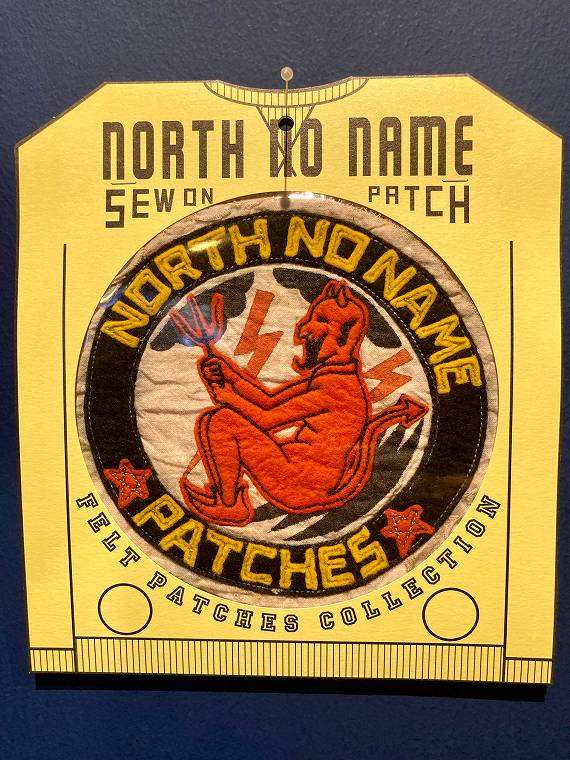 NORTH NO NAME
SEW ON PATCH
NORTH NO NAME
PATCHES
FELT PATCHES COLLECTION